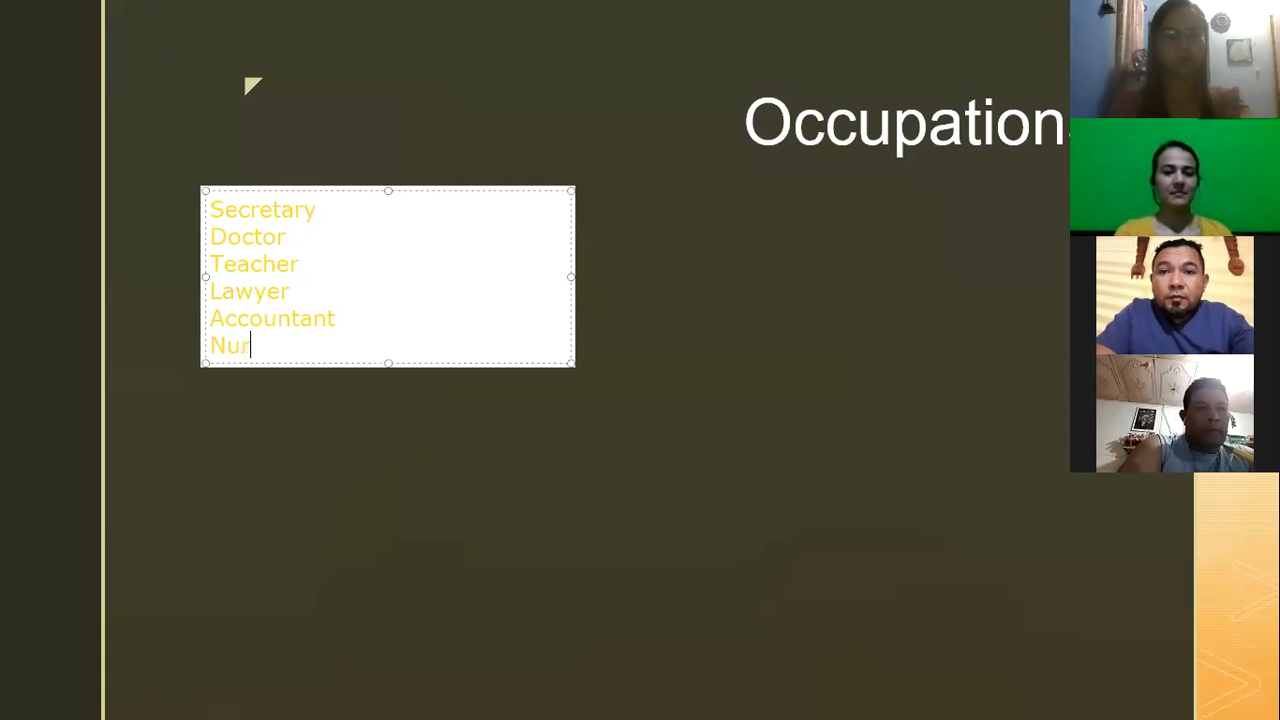 Occupation
Secretary
Doctor
Teacher
Lawyer
Accountant
Nur